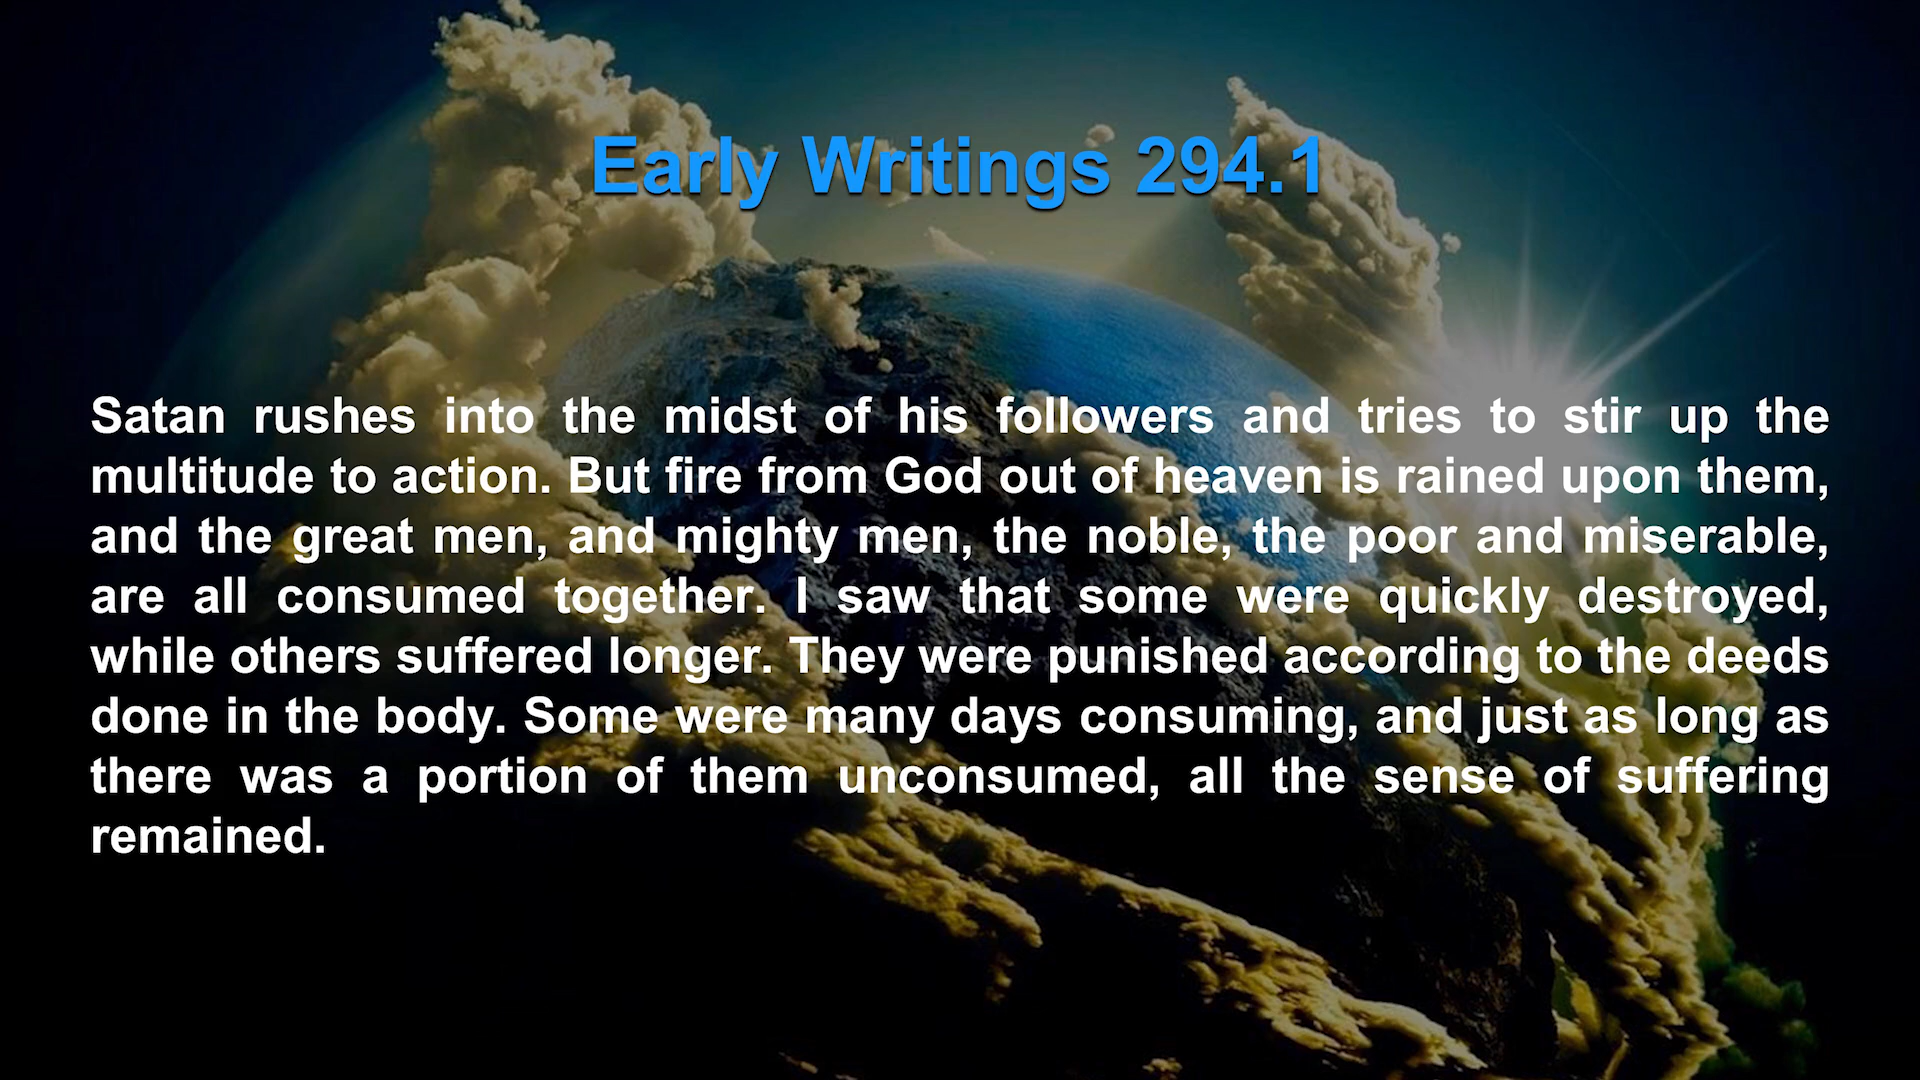 Early Writings 294.1
Satan rushes into the midst of his followers and tries to stir up the
multitude to action. But fire from God out of heaven is rained upon them,
and the great men, and mighty men, the noble, the poor and miserable,
are all consumed together. I saw that some were quickly destroyed,
while others suffered longer. They were punished according to the deeds
done in the body. Some were many days consuming, and just as long as
there was a portion of them unconsumed, all the sense of suffering
remained.